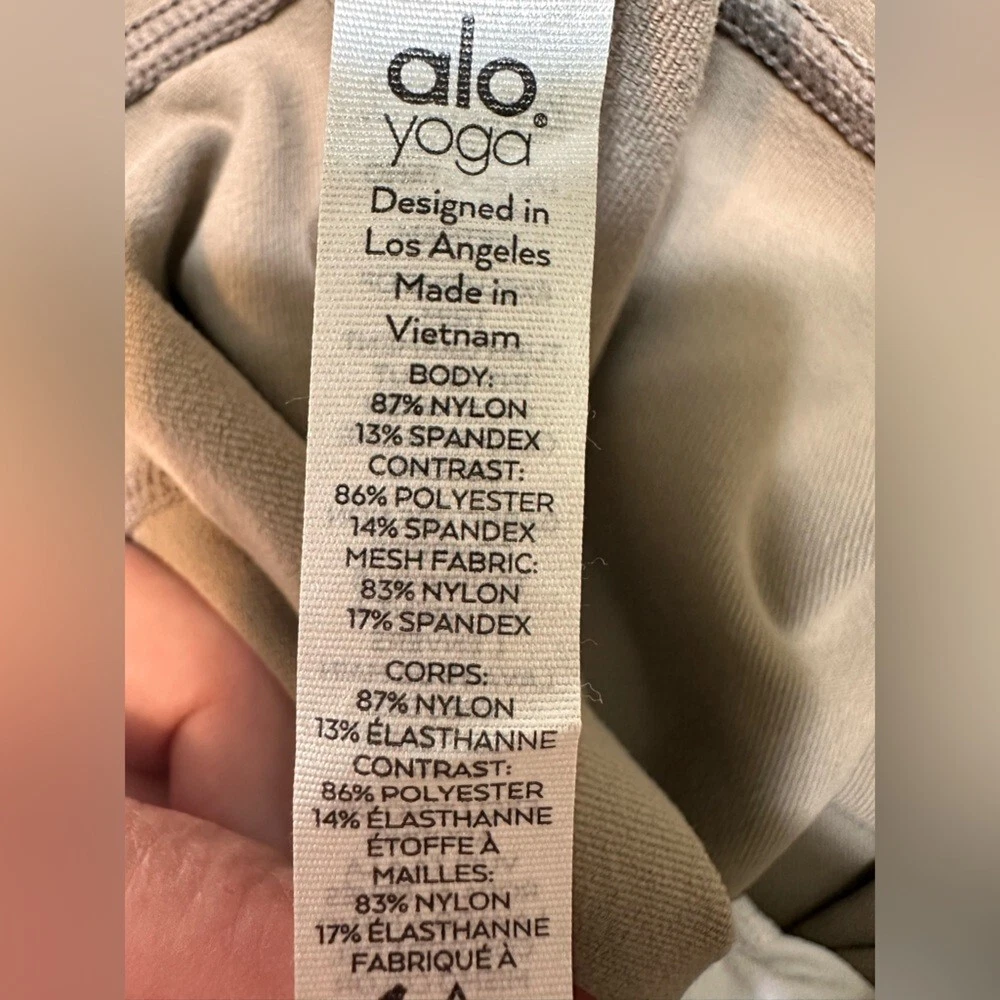 alo®
yoga
Designed in
Los Angeles
Made in
Vietnam
BODY:
87% NYLON
13% SPANDEX
CONTRAST:
86% POLYESTER
14% SPANDEX
MESH FABRIC:
83% NYLON
17% SPANDEX
CORPS:
87% NYLON
13% ÉLASTHANNE
CONTRAST:
86% POLYESTER
14% ÉLASTHANNE
ÉTOFFE À
MAILLES:
83% NYLON
17% ÉLASTHANNE
FABRIQUÉ À